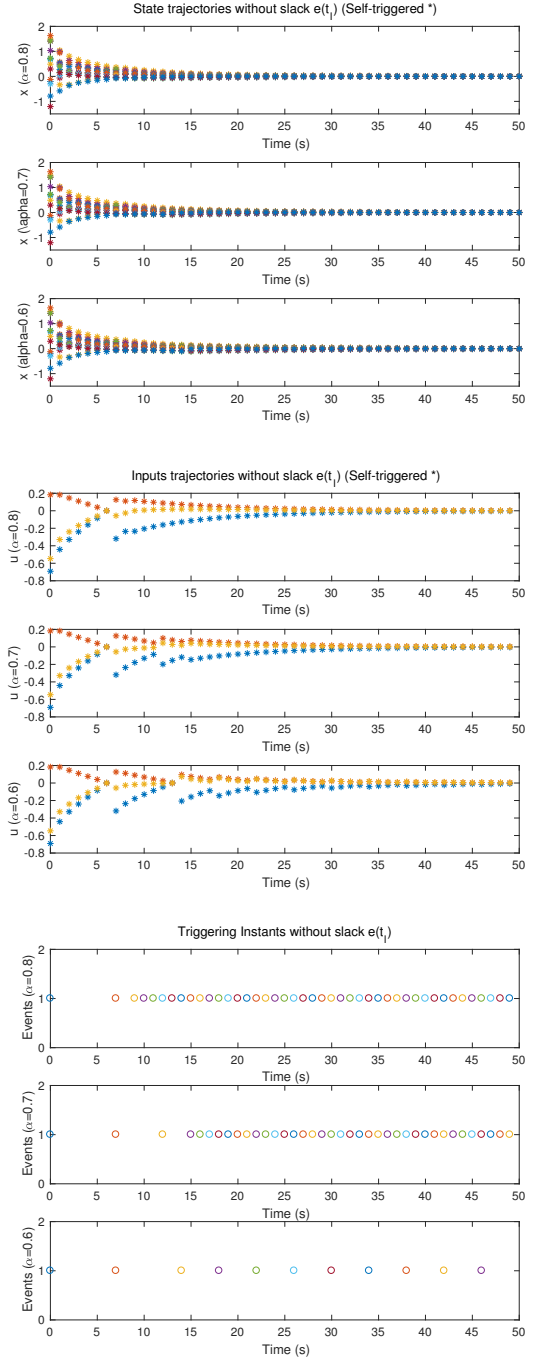 State trajectories without slack e(t_l) (Self-triggered *)
2
1
0
-1
x (α=0.8)
0 5 10 15 20 25 30 35 40 45 50
Time (s)
2
1
0
-1
x (\apha=0.7)
0 5 10 15 20 25 30 35 40 45 50
Time (s)
2
1
0
-1
x (alpha=0.6)
0 5 10 15 20 25 30 35 40 45 50
Time (s)
Inputs trajectories without slack e(t_l) (Self-triggered *)
0.2
0
-0.2
-0.4
-0.6
-0.8
u (α=0.8)
0 5 10 15 20 25 30 35 40 45 50
Time (s)
0.2
0
-0.2
-0.4
-0.6
-0.8
u (α=0.7)
0 5 10 15 20 25 30 35 40 45 50
Time (s)
0.2
0
-0.2
-0.4
-0.6
-0.8
u (α=0.6)
0 5 10 15 20 25 30 35 40 45 50
Time (s)
Triggering Instants without slack e(t_l)
2
1
0
Events (α=0.8)
0 5 10 15 20 25 30 35 40 45 50
Time (s)
2
1
0
Events (α=0.7)
0 5 10 15 20 25 30 35 40 45 50
Time (s)
2
1
0
Events (α=0.6)
0 5 10 15 20 25 30 35 40 45 50
Time (s)